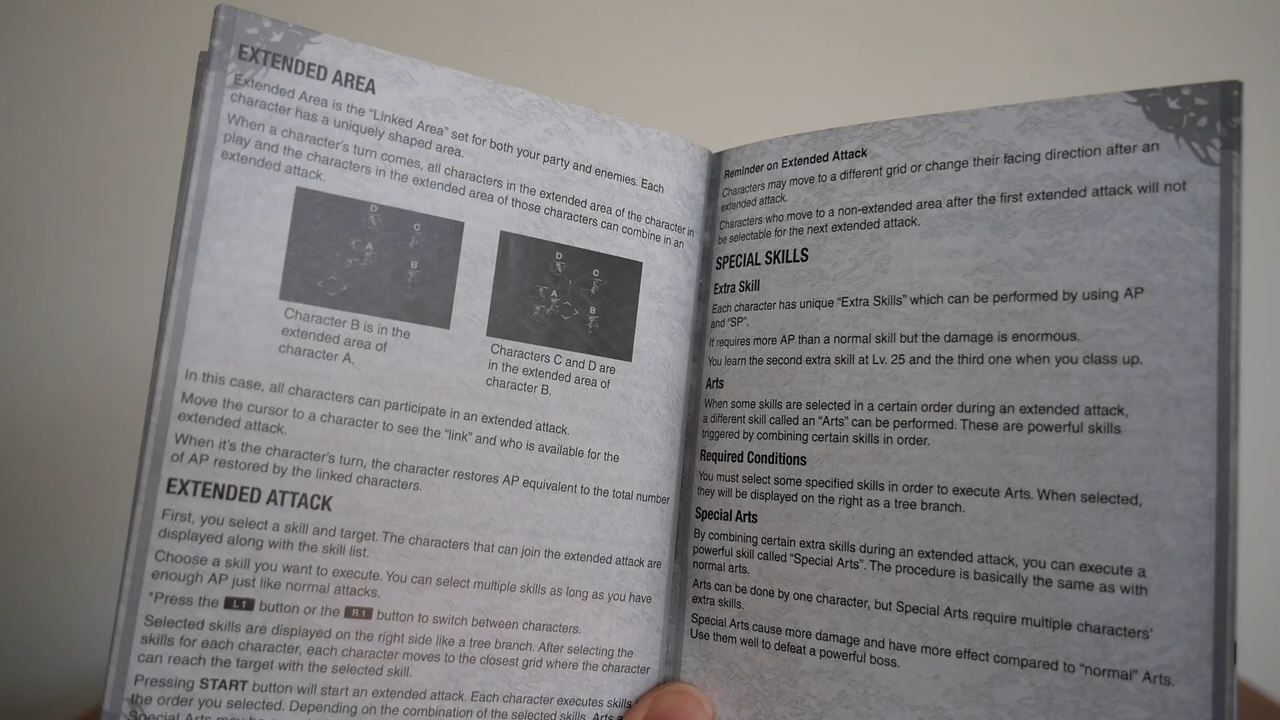 EXTENDED AREA
Extended Area is the “Linked Area” set for both your party and enemies. Each
character has a uniquely shaped area.
When a character's turn comes, all characters in the extended area of the character in
play and the characters in the extended area of those characters can combine in an
extended attack.
D
C
A
B
D
C
A
B
Character B is in the
extended area of
character A.
Characters C and D are
in the extended area of
character B.
In this case, all characters can participate in an extended attack.
Move the cursor to a character to see the “link” and who is available for the
extended attack.
When it's the character's turn, the character restores AP equivalent to the total number
of AP restored by the linked characters.
EXTENDED ATTACK
First, you select a skill and target. The characters that can join the extended attack are
displayed along with the skill list.
Choose a skill you want to execute. You can select multiple skills as long as you have
enough AP just like normal attacks.
*Press the L1 button or the R1 button to switch between characters.
Selected skills are displayed on the right side like a tree branch. After selecting the
skills for each character, each character moves to the closest grid where the character
can reach the target with the selected skill.
Pressing START button will start an extended attack. Each character executes skills
the order you selected. Depending on the combination of the selected skills, Arts
Special Arts may be
Reminder on Extended Attack
Characters may move to a different grid or change their facing direction after an
extended attack.
Characters who move to a non-extended area after the first extended attack will not
be selectable for the next extended attack.
SPECIAL SKILLS
Extra Skill
Each character has unique “Extra Skills” which can be performed by using AP
and “SP”.
It requires more AP than a normal skill but the damage is enormous.
You learn the second extra skill at Lv. 25 and the third one when you class up.
Arts
When some skills are selected in a certain order during an extended attack,
a different skill called an “Arts” can be performed. These are powerful skills
triggered by combining certain skills in order.
Required Conditions
You must select some specified skills in order to execute Arts. When selected,
they will be displayed on the right as a tree branch.
Special Arts
By combining certain extra skills during an extended attack, you can execute a
powerful skill called “Special Arts”. The procedure is basically the same as with
normal arts.
Arts can be done by one character, but Special Arts require multiple characters'
extra skills.
Special Arts cause more damage and have more effect compared to “normal” Arts.
Use them well to defeat a powerful boss.